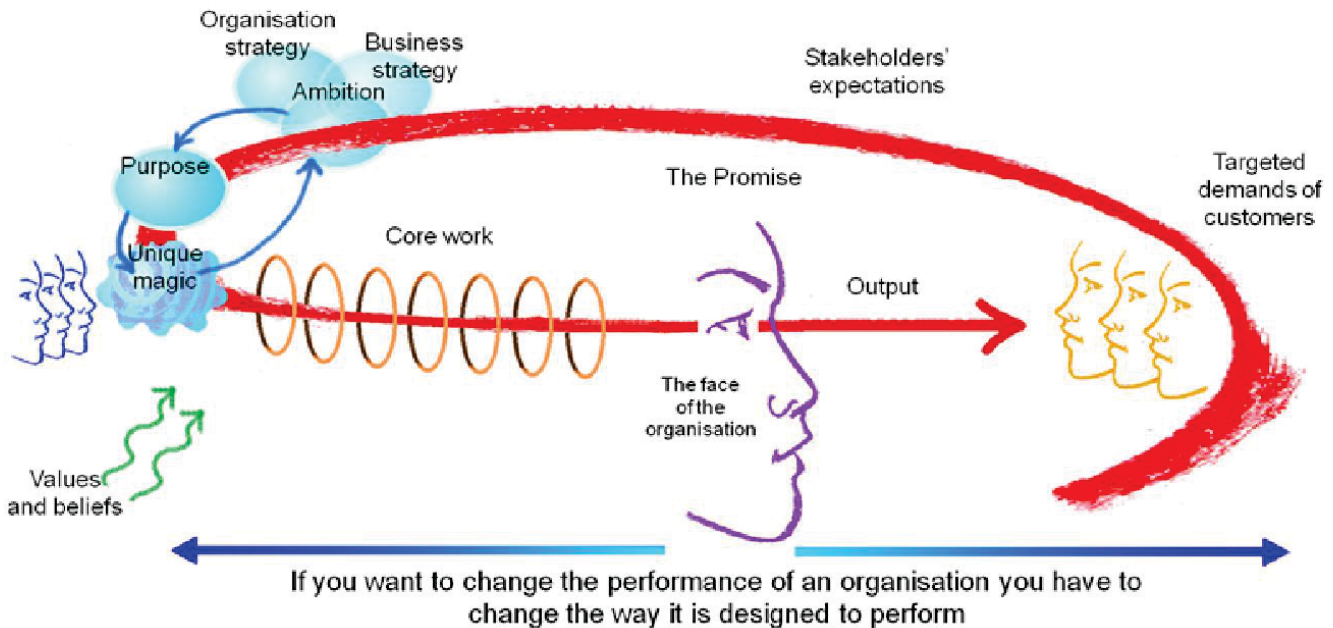 Organisation
strategy
Business
strategy
Ambition
Stakeholders'
expectations
Purpose
The Promise
Targeted
demands of
customers
Unique
magic
Core work
Output
The face
of the
organisation
Values
and beliefs
If you want to change the performance of an organisation you have to
change the way it is designed to perform